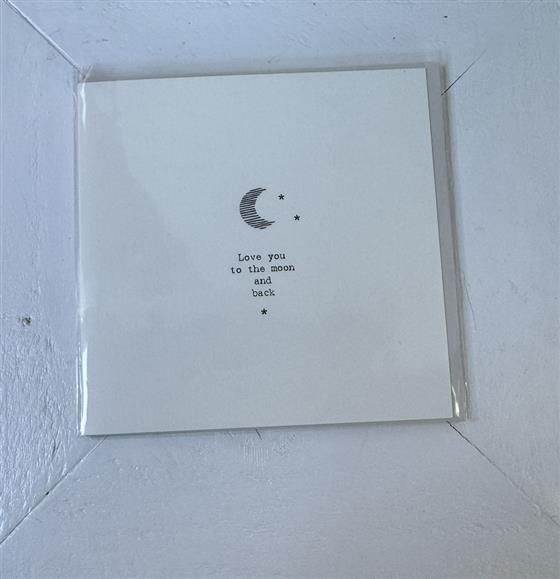 Love you
to the moon
and
back
*